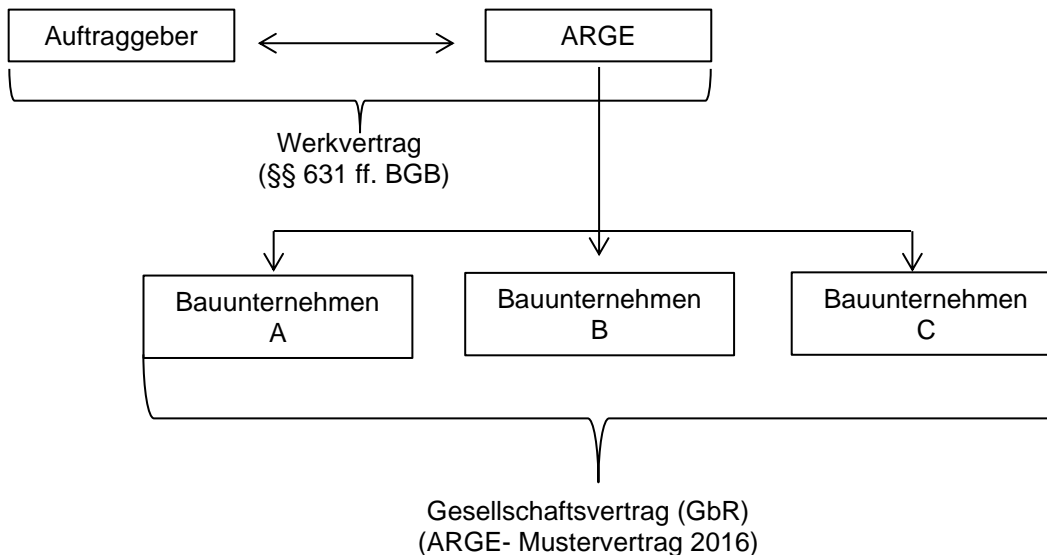 Auftraggeber
ARGE
Werkvertrag
(§§ 631 ff. BGB)
Bauunternehmen
A
Bauunternehmen
B
Bauunternehmen
C
Gesellschaftsvertrag (GbR)
(ARGE- Mustervertrag 2016)